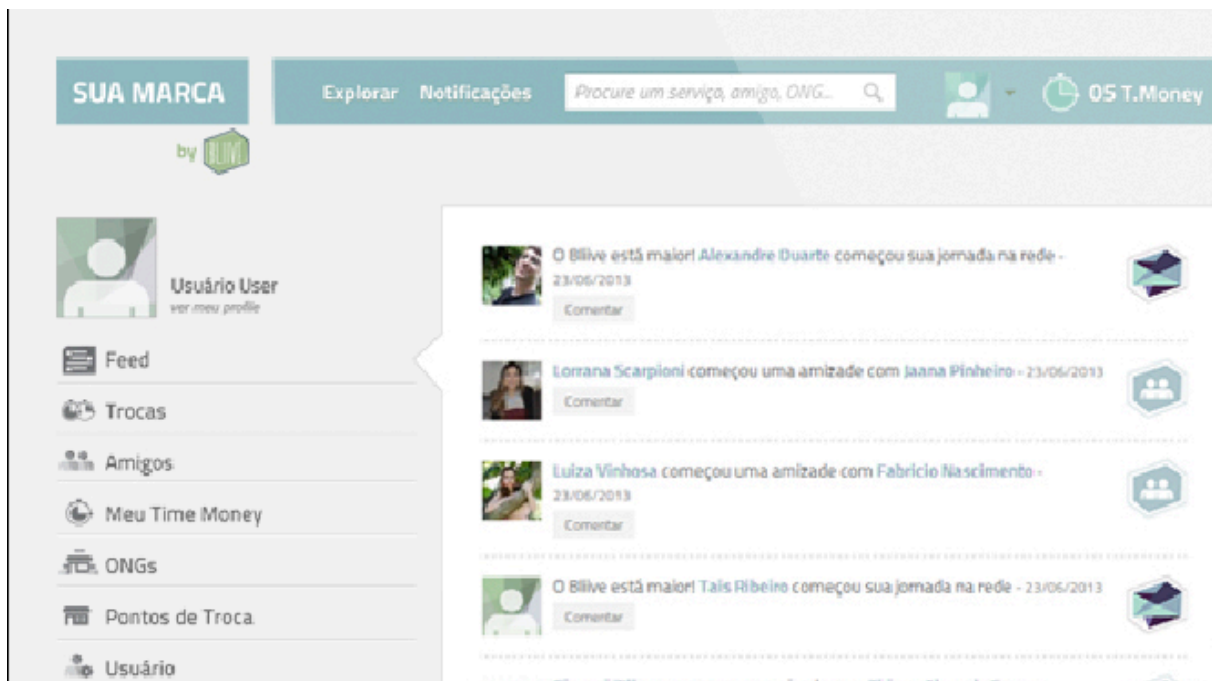 SUA MARCA
Explorar Notificações Procure um serviço, amigo, ONG... 05 T.Money
by BLIIVE
Usuário User
ver meu profile
Feed
Trocas
Amigos
Meu Time Money
ONGs
Pontos de Troca
Usuário
O Bliive está maior! Alexandre Duarte começou sua jornada na rede -
23/06/2013
Comentar
Lorrana Scarpioni começou uma amizade com Jaana Pinheiro - 23/06/2013
Comentar
Luiza Vinhosa começou uma amizade com Fabricio Nascimento -
23/06/2013
Comentar
O Bliive está maior! Tais Ribeiro começou sua jornada na rede - 23/06/2013
Comentar